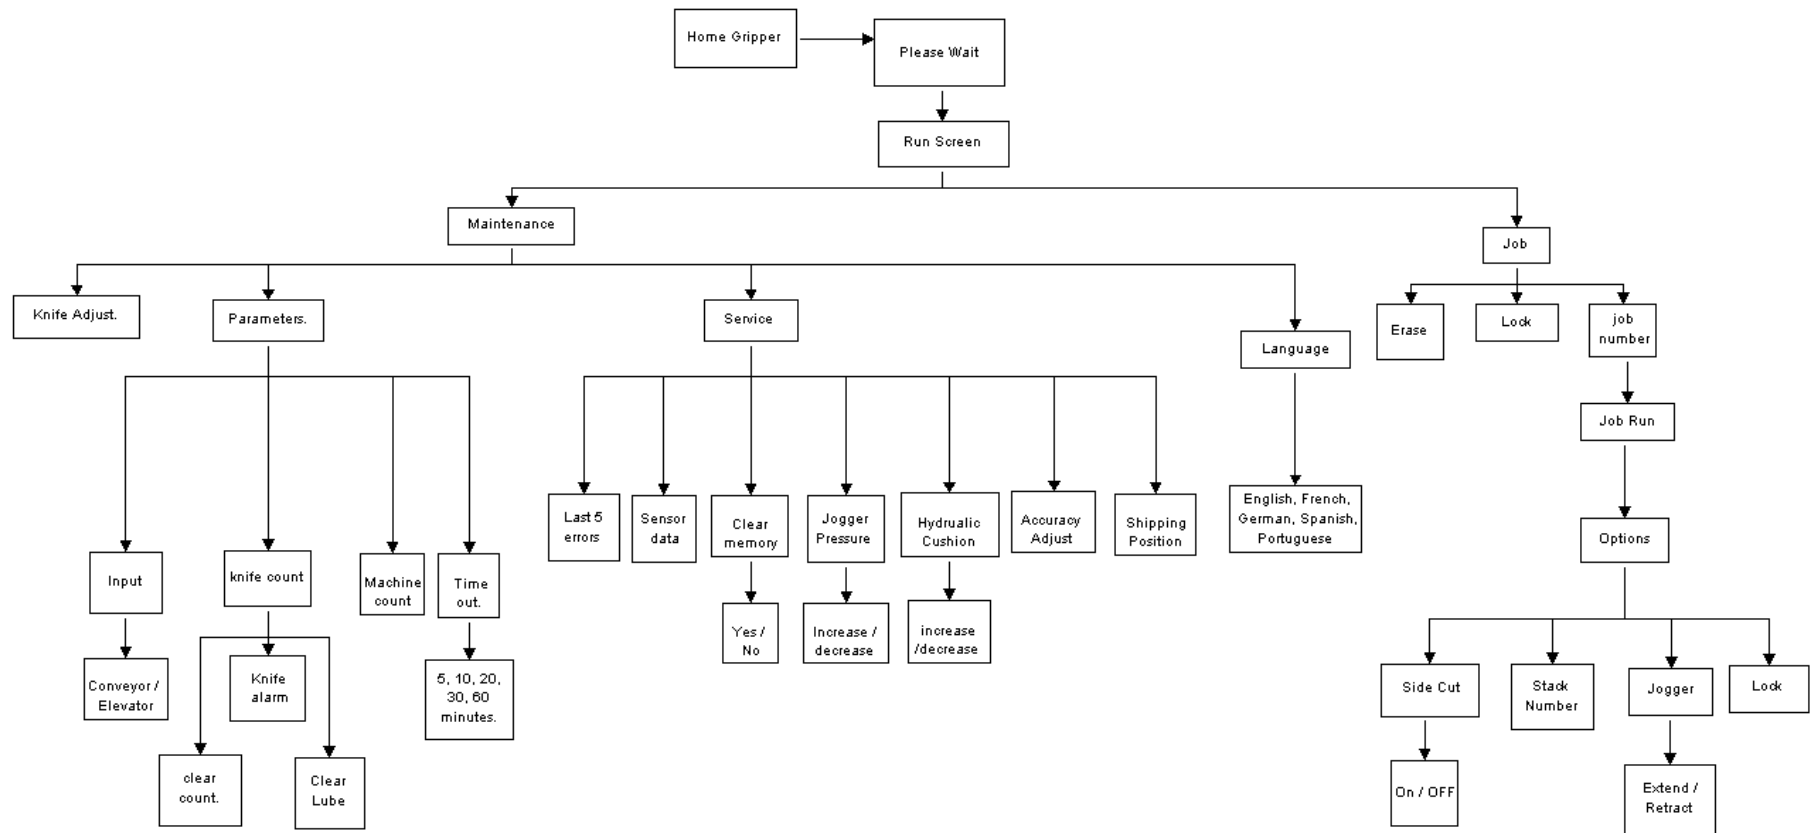 Home Gripper
Please Wait
Run Screen
Maintenance
Job
Knife Adjust.
Parameters.
Service
Language
Erase
Lock
job
number
Job Run
Options
Input
knife count
Machine
count
Time
out.
Last 5
errors
Sensor
data
Clear
memory
Jogger
Pressure
Hydrualic
Cushion
Accuracy
Adjust
Shipping
Position
English, French,
German, Spanish,
Portuguese
Conveyor /
Elevator
Knife
alarm
clear
count.
Clear
Lube
5, 10, 20,
30, 60
minutes.
Yes /
No
Increase /
decrease
increase
/decrease
Side Cut
Stack
Number
Jogger
Lock
On / OFF
Extend /
Retract